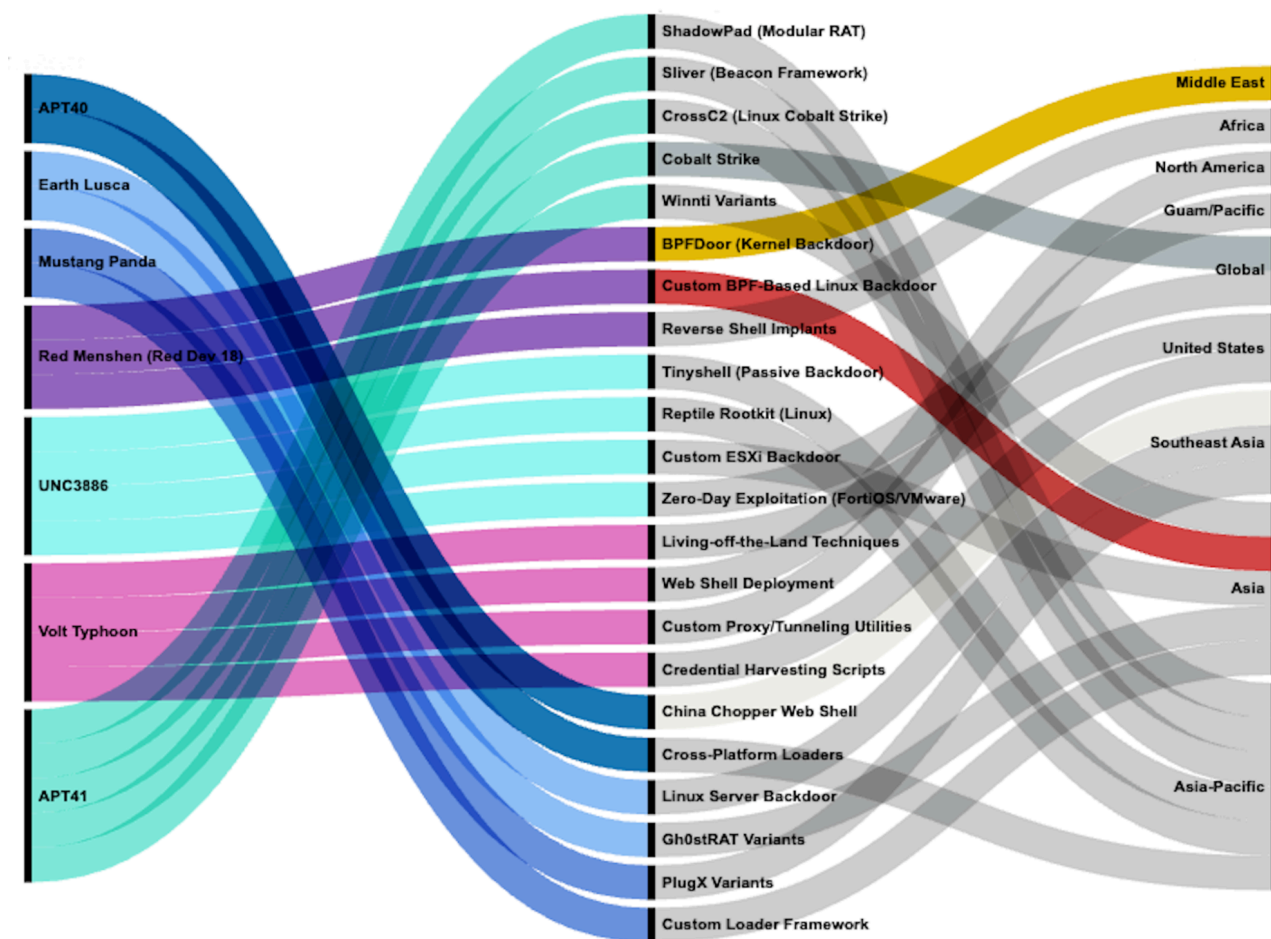 APT40
Earth Lusca
Mustang Panda
Red Menshen (Red Dev 18)
UNC3886
Volt Typhoon
APT41
ShadowPad (Modular RAT)
Sliver (Beacon Framework)
CrossC2 (Linux Cobalt Strike)
Cobalt Strike
Winnti Variants
BPFDoor (Kernel Backdoor)
Custom BPF-Based Linux Backdoor
Reverse Shell Implants
Tinyshell (Passive Backdoor)
Reptile Rootkit (Linux)
Custom ESXi Backdoor
Zero-Day Exploitation (FortiOS/VMware)
Living-off-the-Land Techniques
Web Shell Deployment
Custom Proxy/Tunneling Utilities
Credential Harvesting Scripts
China Chopper Web Shell
Cross-Platform Loaders
Linux Server Backdoor
Gh0stRAT Variants
PlugX Variants
Custom Loader Framework
Middle East
Africa
North America
Guam/Pacific
Global
United States
Southeast Asia
Asia
Asia-Pacific